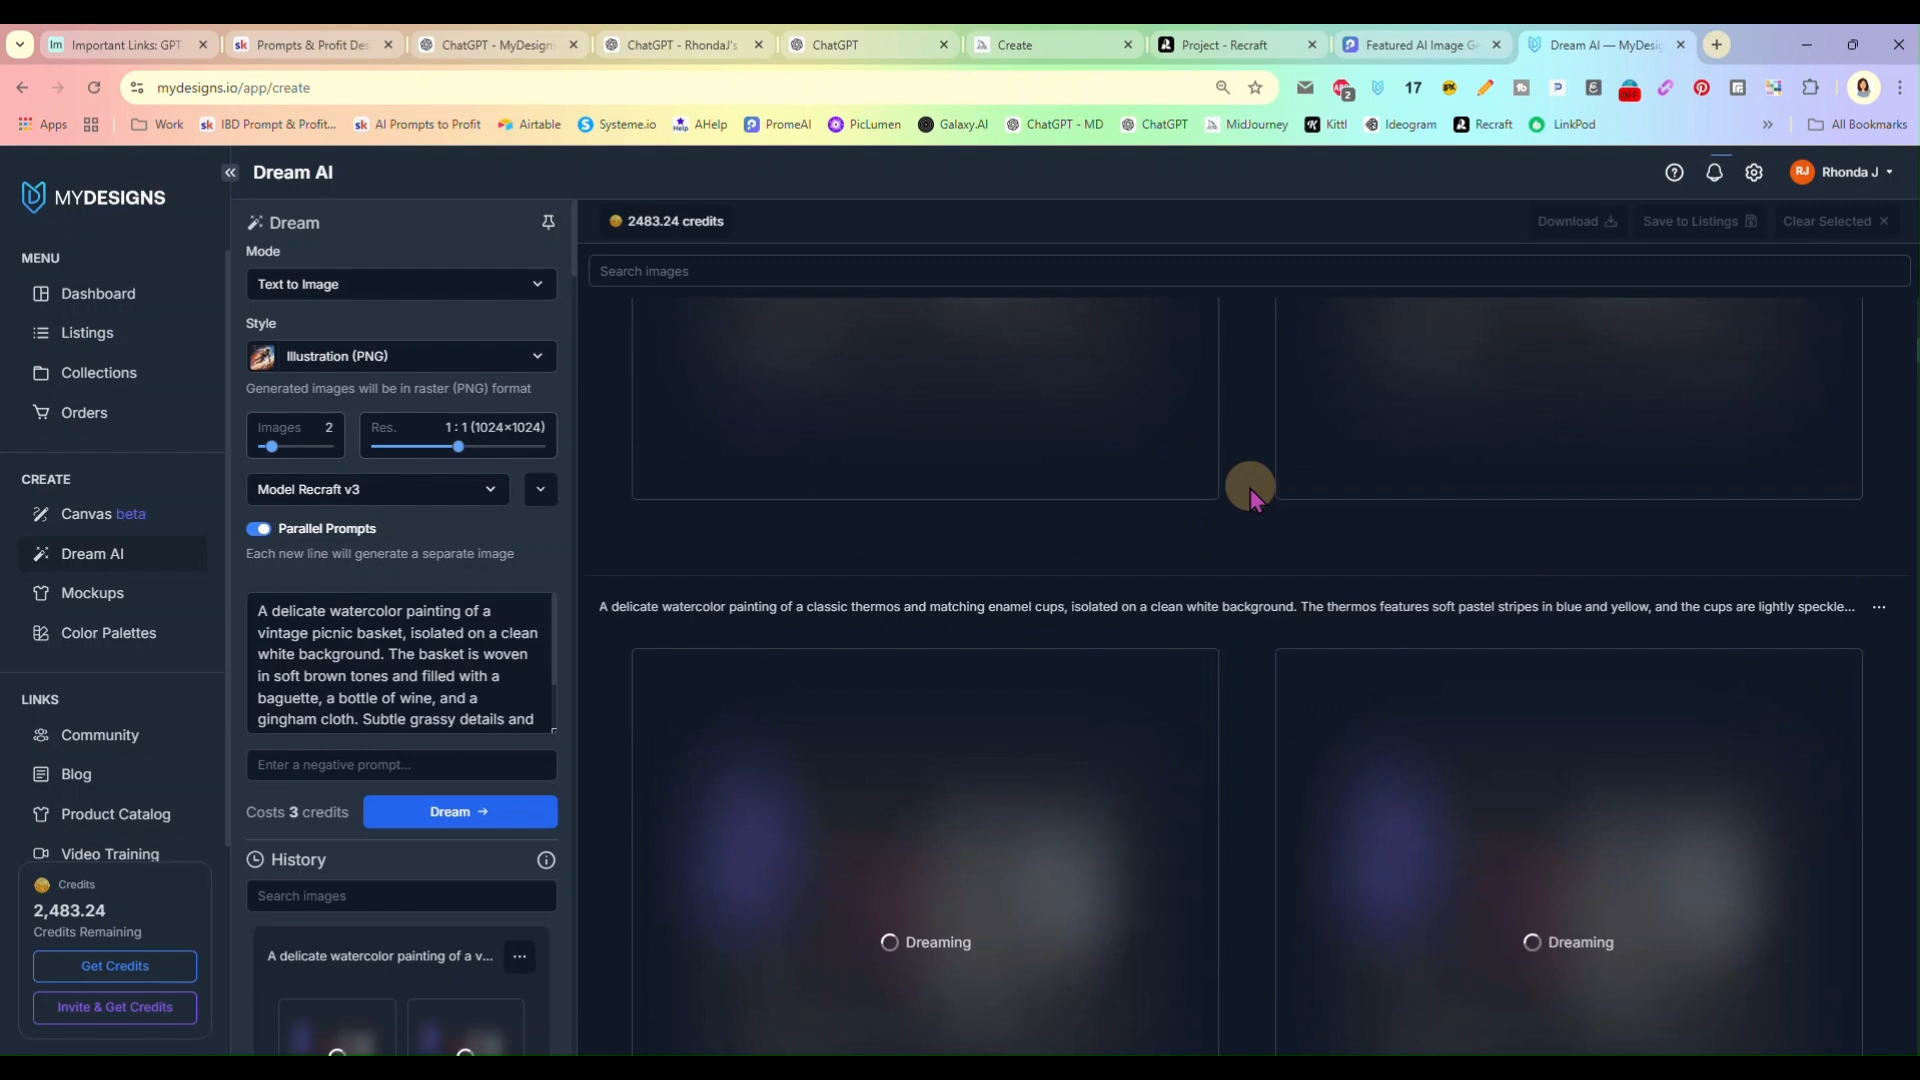 Important Links: GPT
Prompts & Profit Des
ChatGPT - MyDesigns
ChatGPT - RhondaJ's
ChatGPT
Create
Project - Recraft
Featured AI Image Ge
Dream AI — MyDesig
mydesigns.io/app/create
2
17
OFF
Apps
Work
IBD Prompt & Profit...
AI Prompts to Profit
Airtable
Systeme.io
AHelp
PromeAI
PicLumen
Galaxy.AI
ChatGPT - MD
ChatGPT
MidJourney
Kittl
Ideogram
Recraft
LinkPod
All Bookmarks
MYDESIGNS
Dream AI
RJ
Rhonda J
MENU
Dashboard
Listings
Collections
Orders
CREATE
Canvas beta
Dream AI
Mockups
Color Palettes
LINKS
Community
Blog
Product Catalog
Video Training
Credits
2,483.24
Credits Remaining
Get Credits
Invite & Get Credits
Dream
Mode
Text to Image
Style
Illustration (PNG)
Generated images will be in raster (PNG) format
Images 2
Res. 1 : 1 (1024×1024)
Model Recraft v3
Parallel Prompts
Each new line will generate a separate image
A delicate watercolor painting of a
vintage picnic basket, isolated on a clean
white background. The basket is woven
in soft brown tones and filled with a
baguette, a bottle of wine, and a
gingham cloth. Subtle grassy details and
Enter a negative prompt...
Costs 3 credits
Dream →
History
Search images
A delicate watercolor painting of a v...
2483.24 credits
Download
Save to Listings
Clear Selected
Search images
A delicate watercolor painting of a classic thermos and matching enamel cups, isolated on a clean white background. The thermos features soft pastel stripes in blue and yellow, and the cups are lightly speckle...
Dreaming
Dreaming